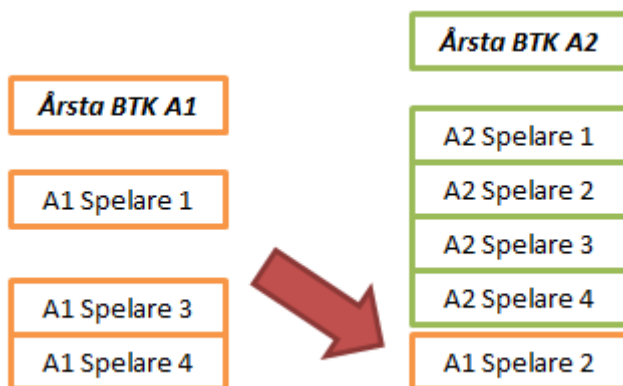 Årsta BTK A1
A1 Spelare 1
A1 Spelare 3
A1 Spelare 4
Årsta BTK A2
A2 Spelare 1
A2 Spelare 2
A2 Spelare 3
A2 Spelare 4
A1 Spelare 2